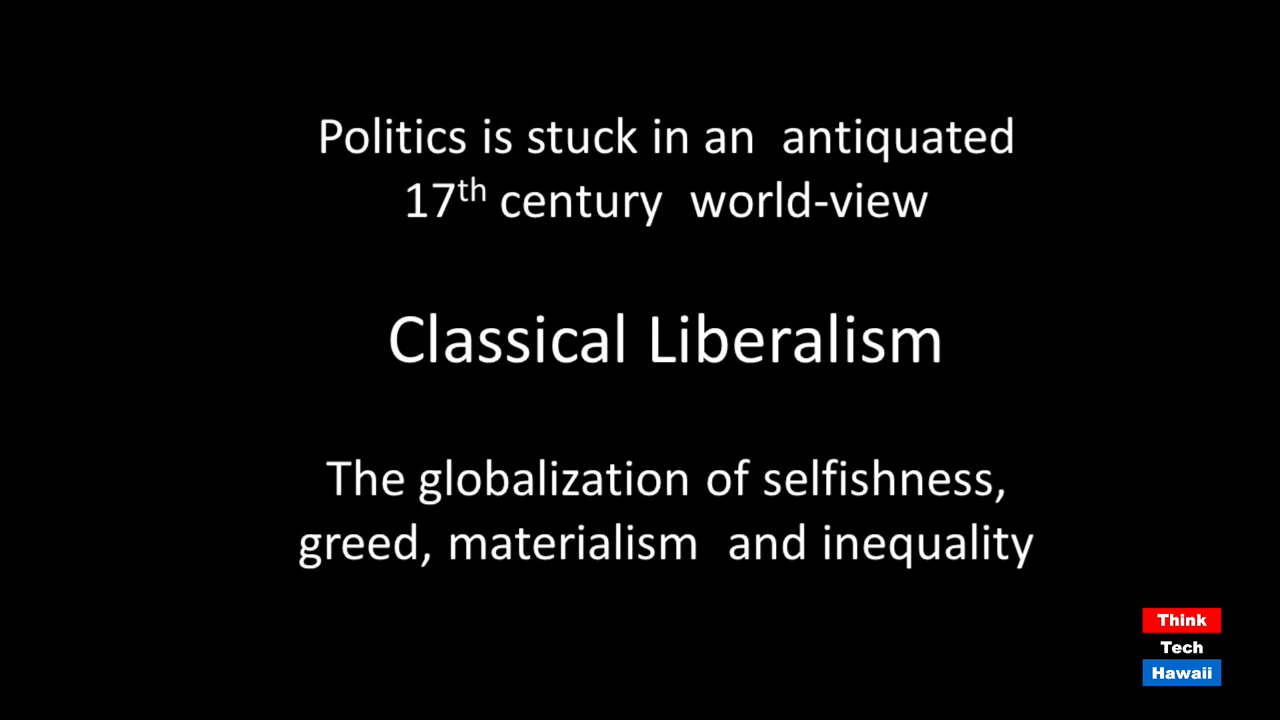 Politics is stuck in an antiquated
17th century world-view
Classical Liberalism
The globalization of selfishness,
greed, materialism and inequality
Think
Tech
Hawaii